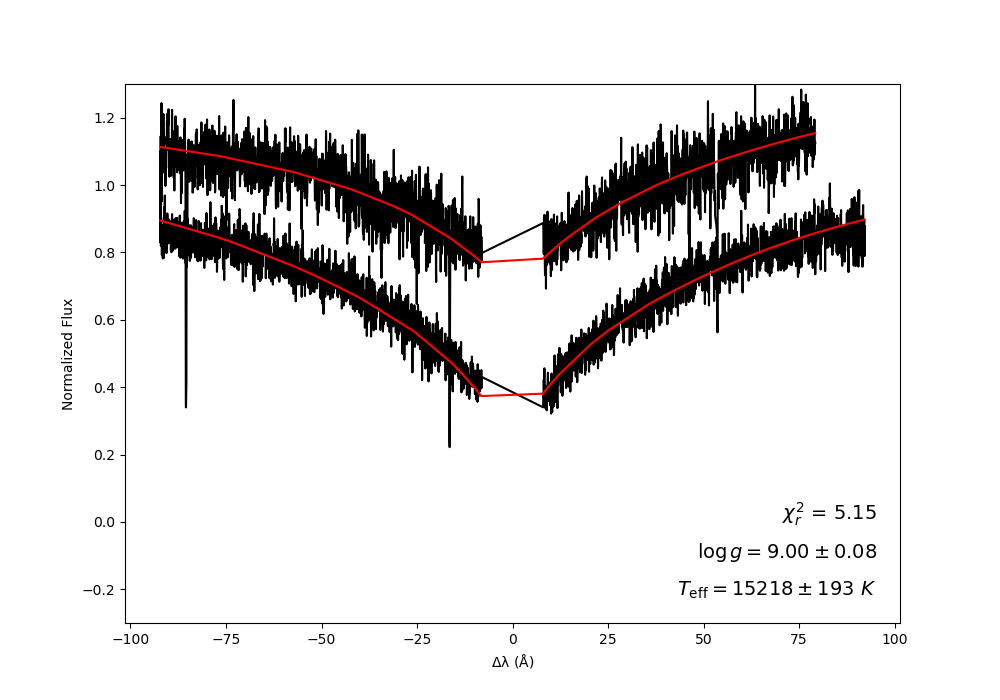 1.2
1.0
0.8
0.6
0.4
0.2
0.0
−0.2
Normalized Flux
χ²ᵣ = 5.15
log g = 9.00 ± 0.08
T_eff = 15218 ± 193 K
−100 −75 −50 −25 0 25 50 75 100
Δλ (Å)